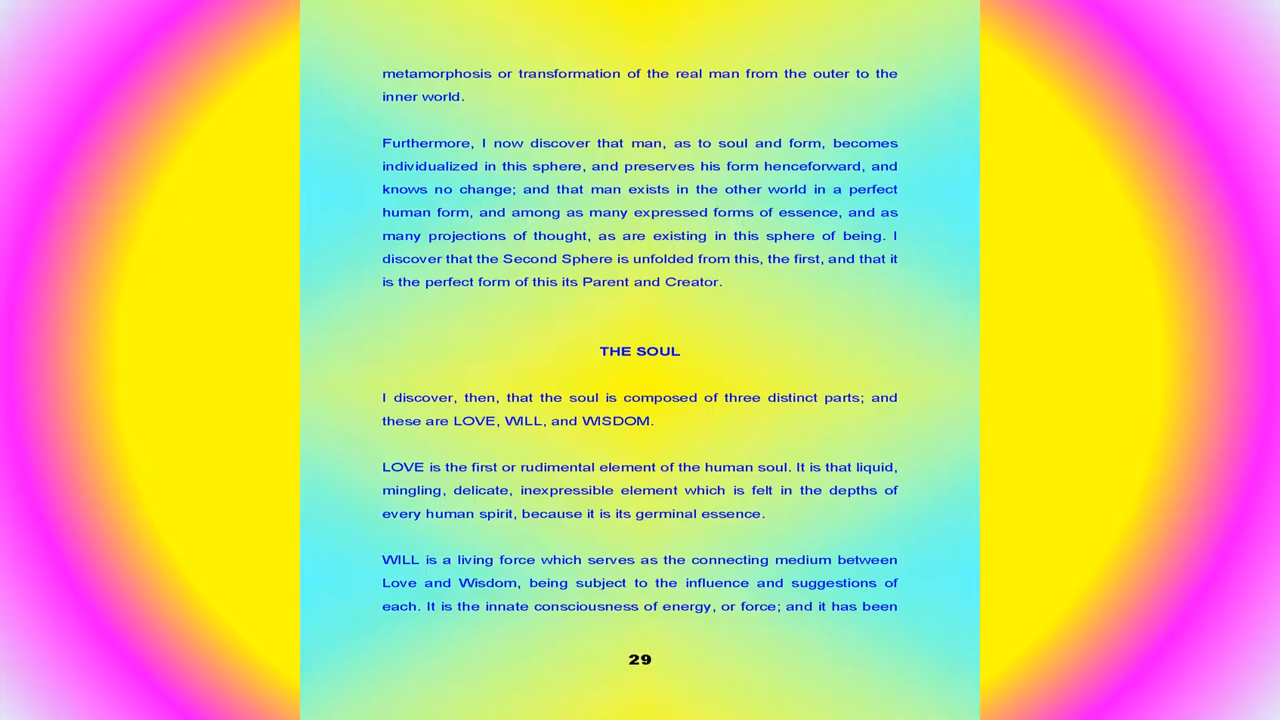 metamorphosis or transformation of the real man from the outer to the
inner world.
Furthermore, I now discover that man, as to soul and form, becomes
individualized in this sphere, and preserves his form henceforward, and
knows no change; and that man exists in the other world in a perfect
human form, and among as many expressed forms of essence, and as
many projections of thought, as are existing in this sphere of being. I
discover that the Second Sphere is unfolded from this, the first, and that it
is the perfect form of this its Parent and Creator.
THE SOUL
I discover, then, that the soul is composed of three distinct parts; and
these are LOVE, WILL, and WISDOM.
LOVE is the first or rudimental element of the human soul. It is that liquid,
mingling, delicate, inexpressible element which is felt in the depths of
every human spirit, because it is its germinal essence.
WILL is a living force which serves as the connecting medium between
Love and Wisdom, being subject to the influence and suggestions of
each. It is the innate consciousness of energy, or force; and it has been
29